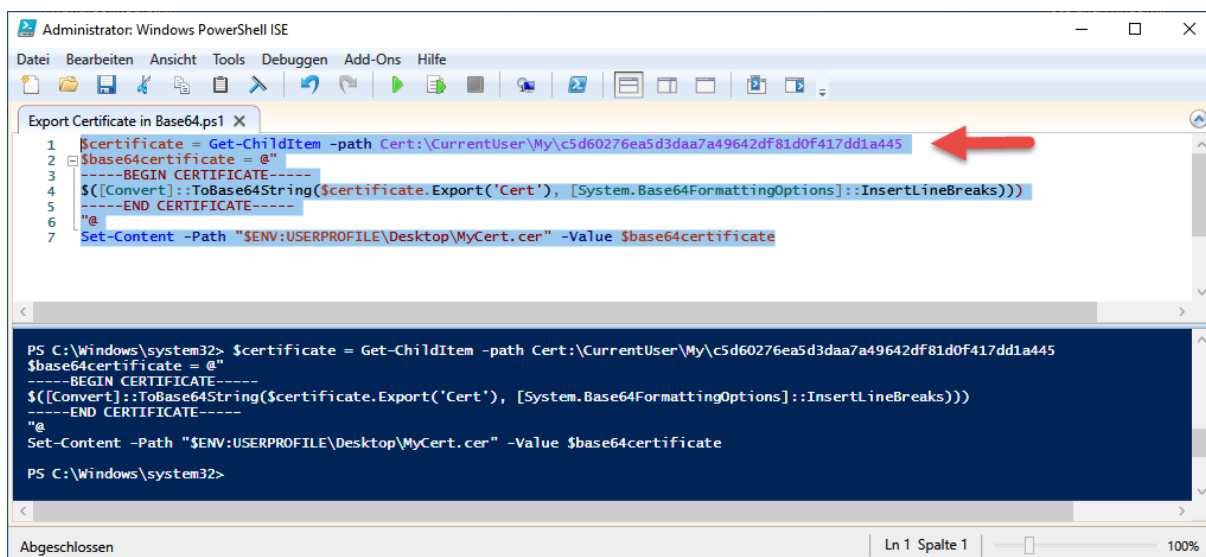 Administrator: Windows PowerShell ISE
Datei Bearbeiten Ansicht Tools Debuggen Add-Ons Hilfe
Export Certificate in Base64.ps1 X
1 $certificate = Get-ChildItem -path Cert:\CurrentUser\My\c5d60276ea5d3daa7a49642df81d0f417dd1a445
2 $base64certificate = @"
3 -----BEGIN CERTIFICATE-----
4 $([Convert]::ToBase64String($certificate.Export('Cert'), [System.Base64FormattingOptions]::InsertLineBreaks)))
5 -----END CERTIFICATE-----
6 "@
7 Set-Content -Path "$ENV:USERPROFILE\Desktop\MyCert.cer" -Value $base64certificate
PS C:\Windows\system32> $certificate = Get-ChildItem -path Cert:\CurrentUser\My\c5d60276ea5d3daa7a49642df81d0f417dd1a445
$base64certificate = @"
-----BEGIN CERTIFICATE-----
$([Convert]::ToBase64String($certificate.Export('Cert'), [System.Base64FormattingOptions]::InsertLineBreaks)))
-----END CERTIFICATE-----
"@
Set-Content -Path "$ENV:USERPROFILE\Desktop\MyCert.cer" -Value $base64certificate
PS C:\Windows\system32>
Abgeschlossen Ln 1 Spalte 1 100%